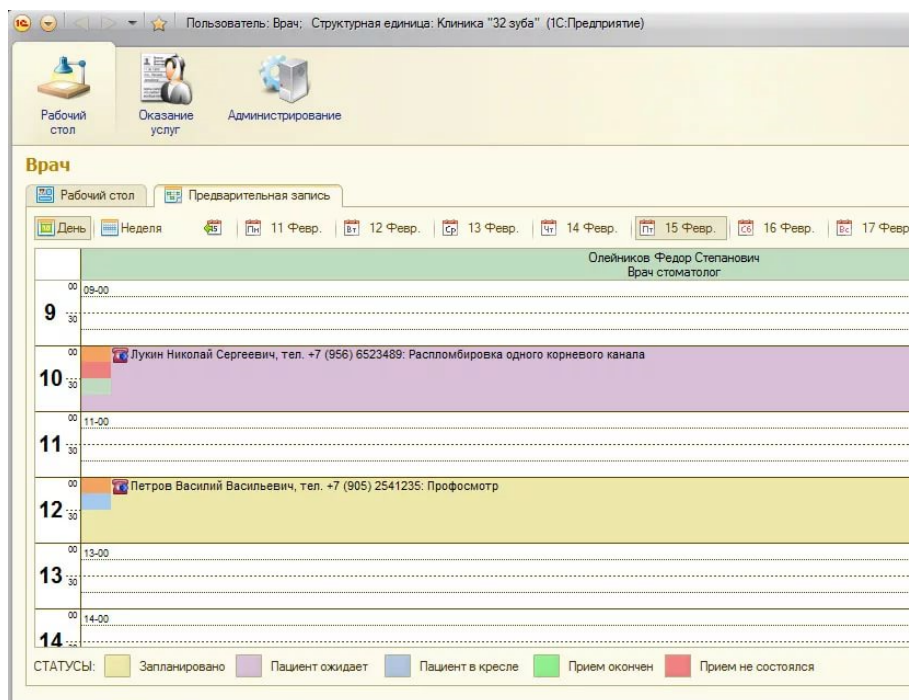 Пользователь: Врач; Структурная единица: Клиника "32 зуба" (1С:Предприятие)
Рабочий стол
Оказание услуг
Администрирование
Врач
Рабочий стол Предварительная запись
День Неделя 15 Пн 11 Февр. Вт 12 Февр. Ср 13 Февр. Чт 14 Февр. Пт 15 Февр. Сб 16 Февр. Вс 17 Февр
Олейников Федор Степанович
Врач стоматолог
00 09-00
9 30
00 Лукин Николай Сергеевич, тел. +7 (956) 6523489: Распломбировка одного корневого канала
10 30
00 11-00
11 30
00 Петров Василий Васильевич, тел. +7 (905) 2541235: Профосмотр
12 30
00 13-00
13 30
00 14-00
14
СТАТУСЫ: Запланировано Пациент ожидает Пациент в кресле Прием окончен Прием не состоялся